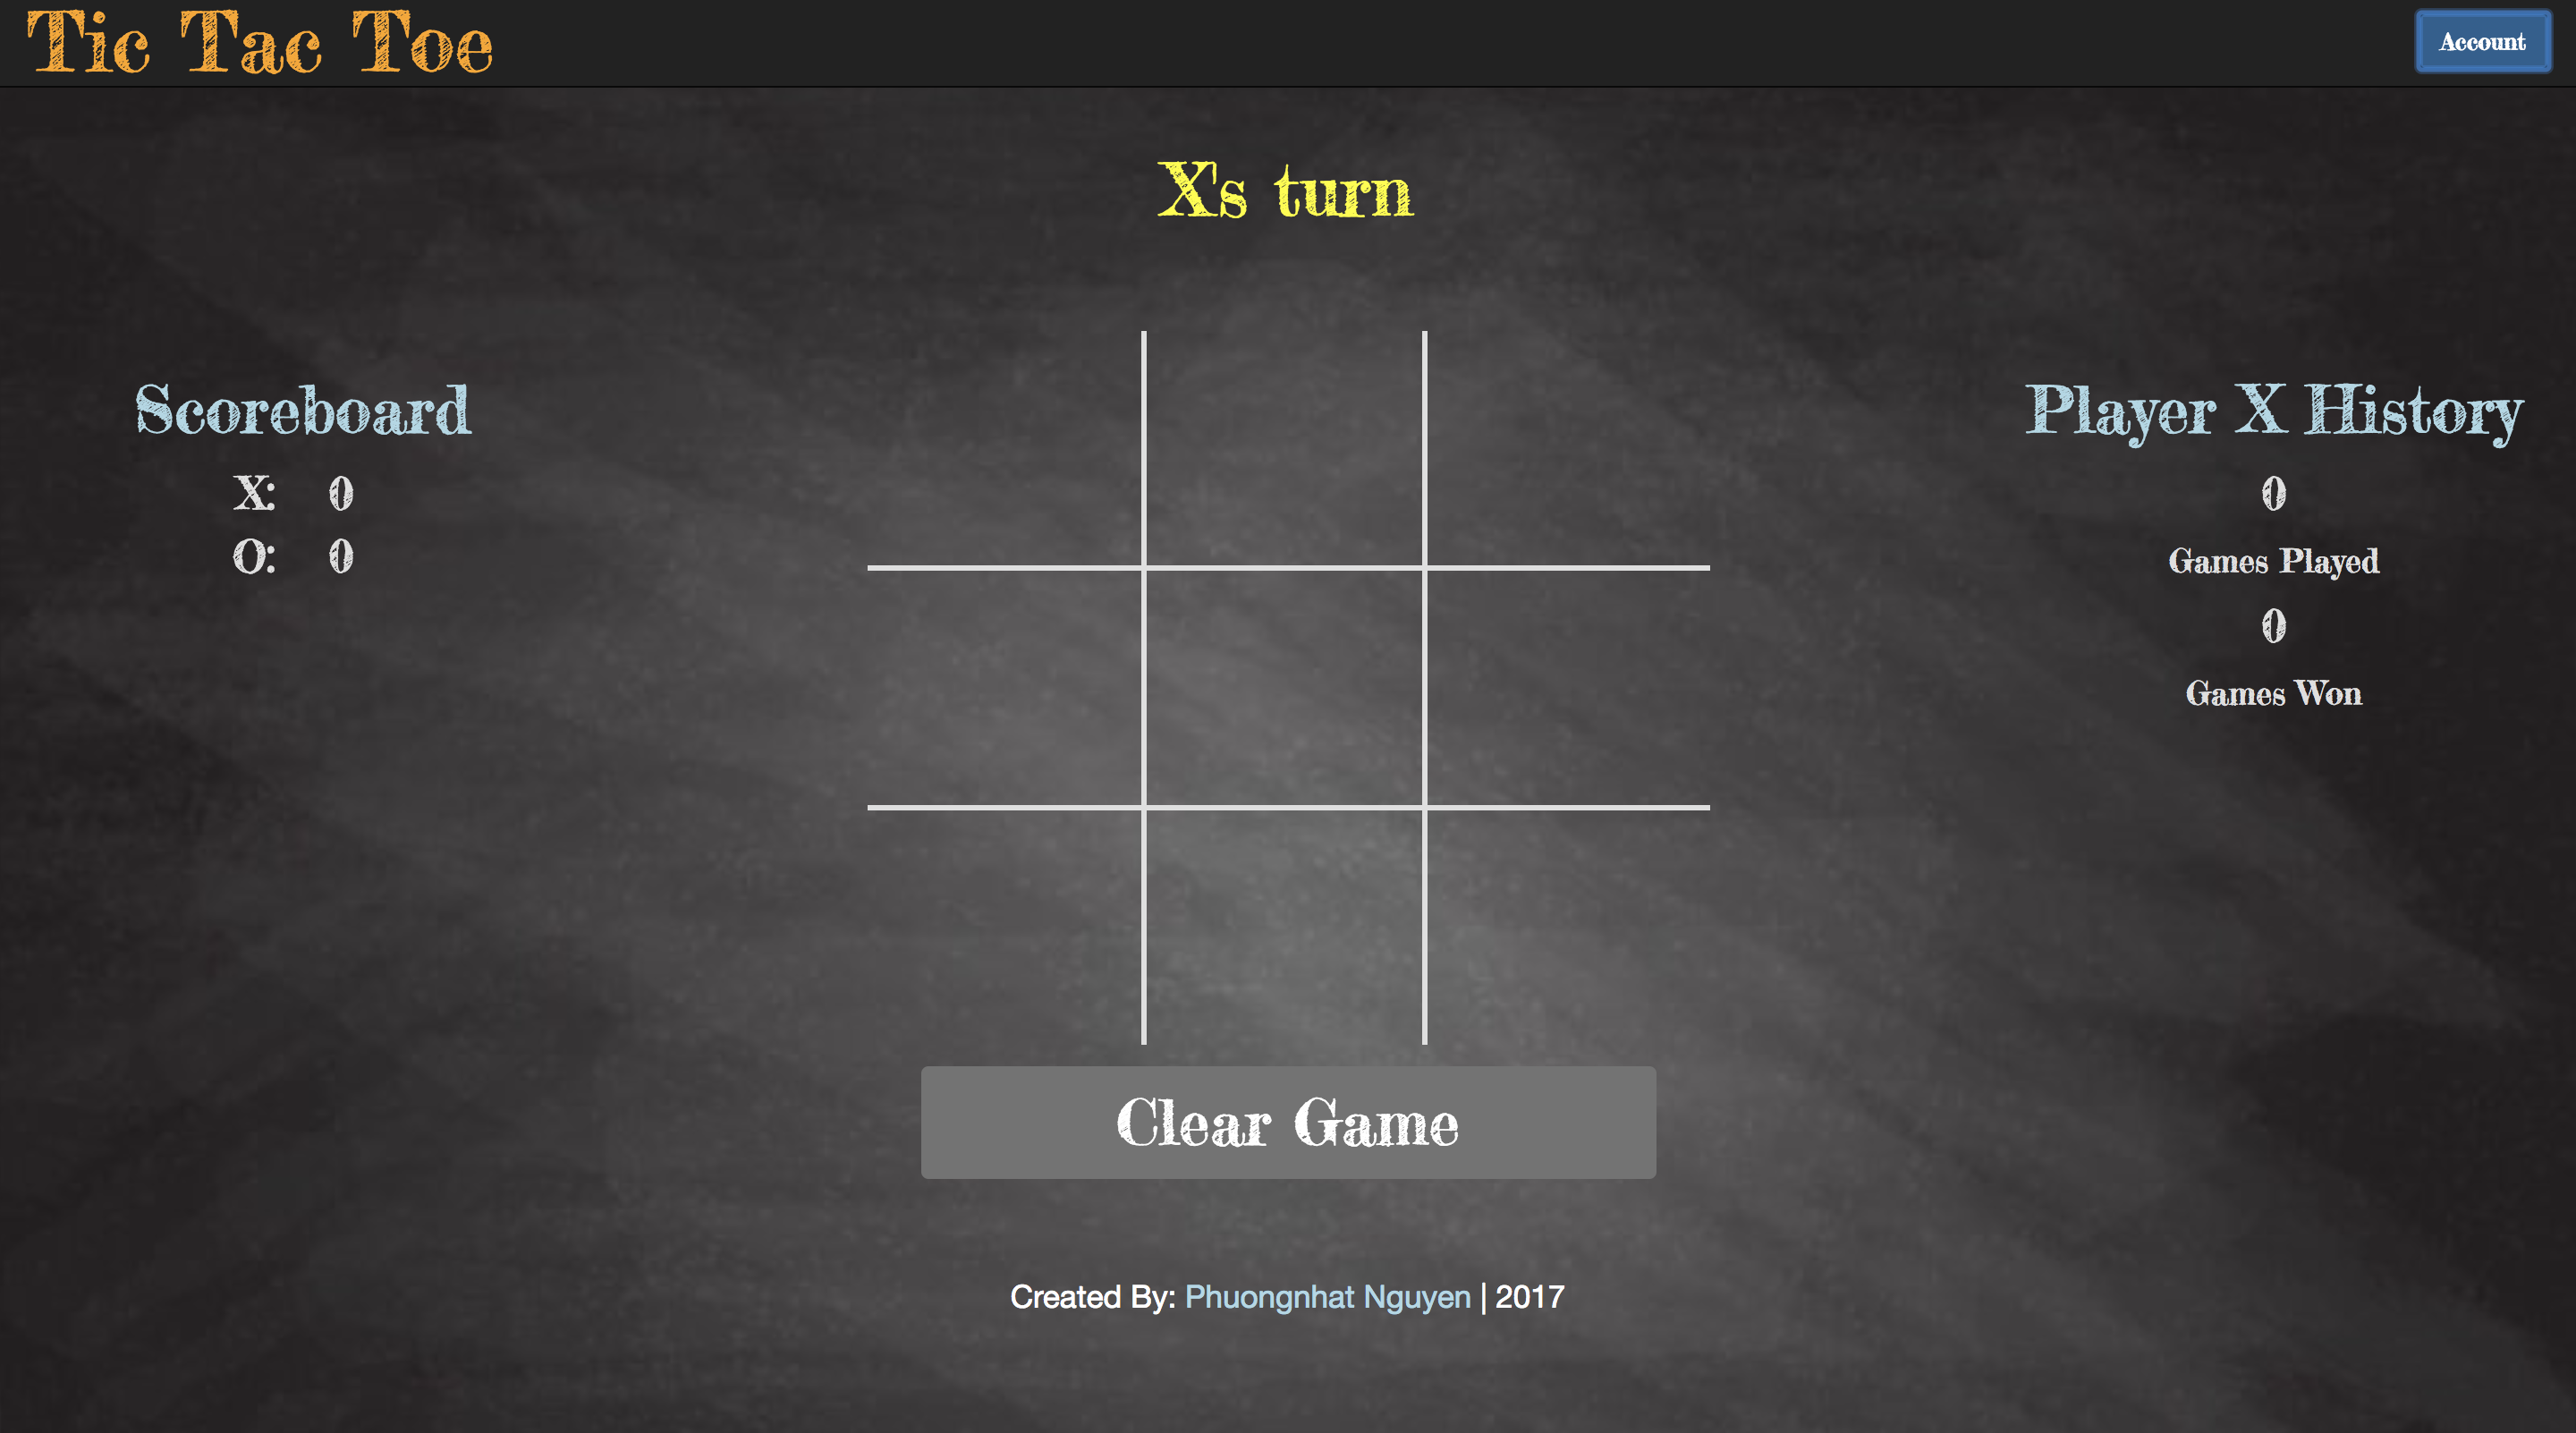 Tic Tac Toe
Account
X's turn
Scoreboard
X: 0
O: 0
Player X History
0
Games Played
0
Games Won
Clear Game
Created By: Phuongnhat Nguyen | 2017